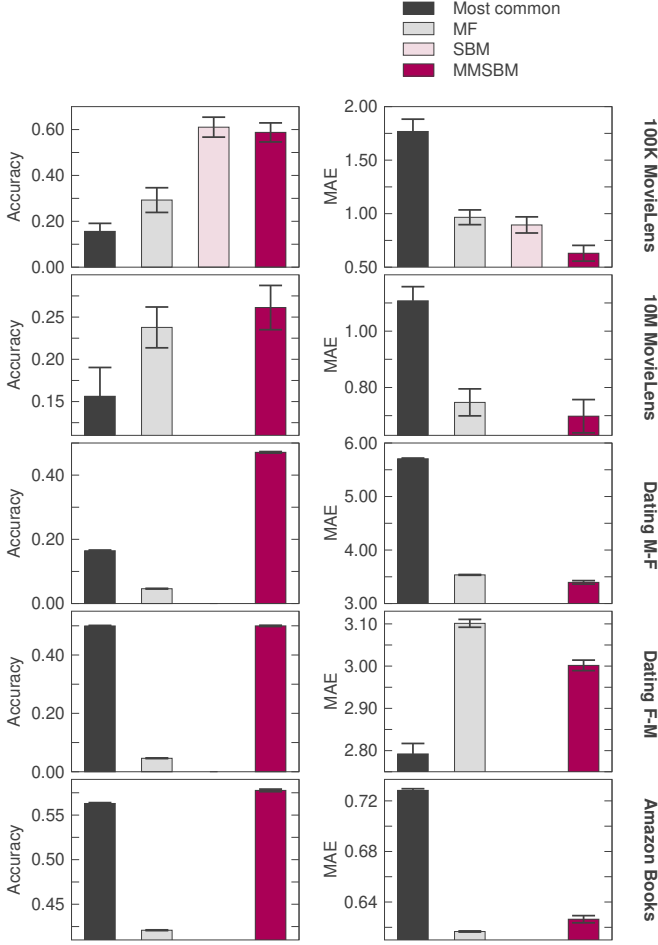 Most common
MF
SBM
MMSBM
Accuracy
0.60
0.40
0.20
0.00
MAE
2.00
1.75
1.00
0.50
100K MovieLens
Accuracy
0.25
0.20
0.15
MAE
1.00
0.80
10M MovieLens
Accuracy
0.40
0.20
0.00
MAE
6.00
5.00
4.00
3.00
Dating M-F
Accuracy
0.40
0.20
0.00
MAE
3.10
3.00
2.90
2.80
Dating F-M
Accuracy
0.55
0.50
0.45
MAE
0.72
0.68
0.64
Amazon Books